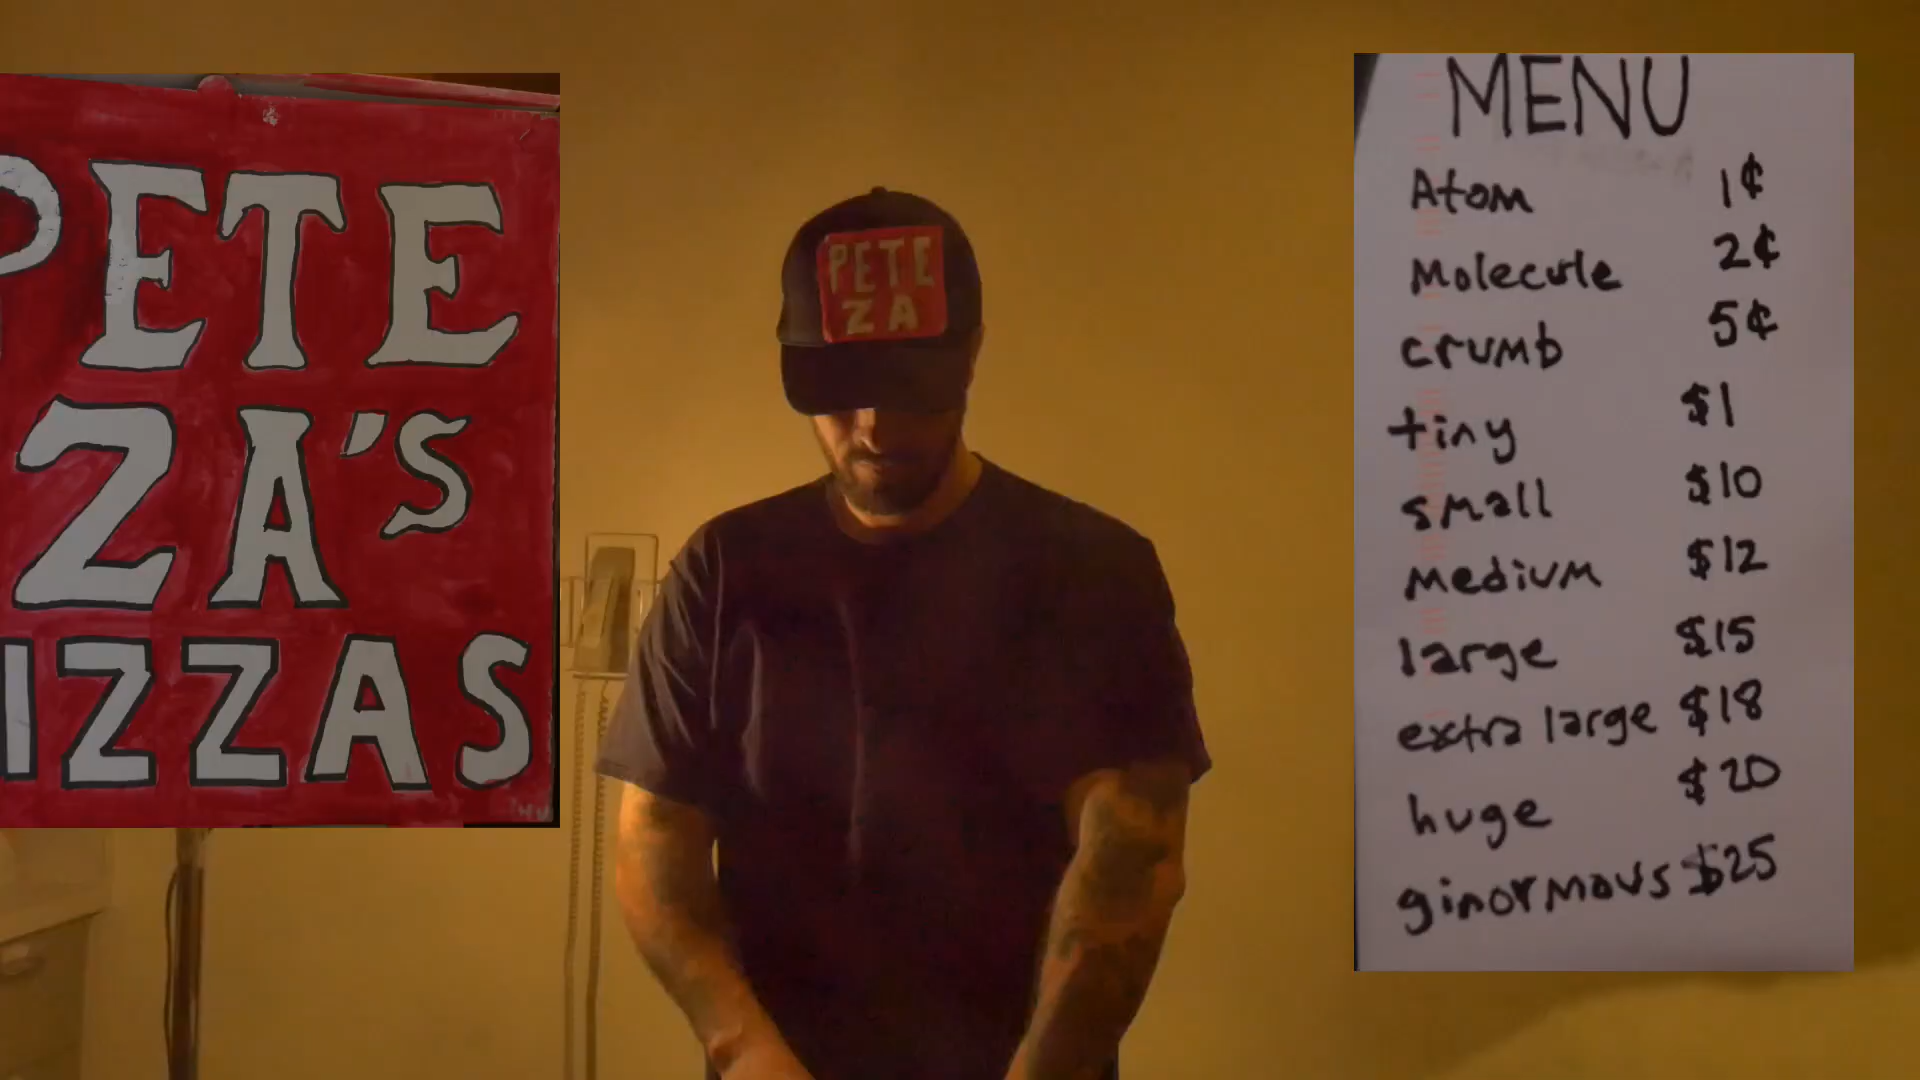 PETE
ZA'S
IZZAS
PETE
ZA
MENU
Atom 1¢
Molecule 2¢
crumb 5¢
tiny $1
small $10
medium $12
large $15
extra large $18
huge $20
ginormous $25